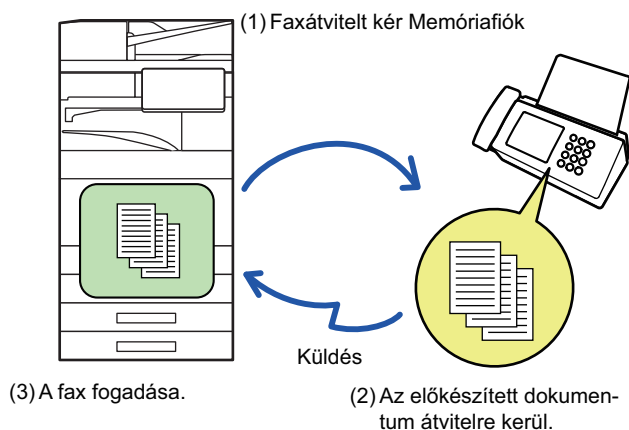 (1) Faxátvitelt kér Memóriafiók
Küldés
(3) A fax fogadása.
(2) Az előkészített dokumen-
tum átvitelre kerül.